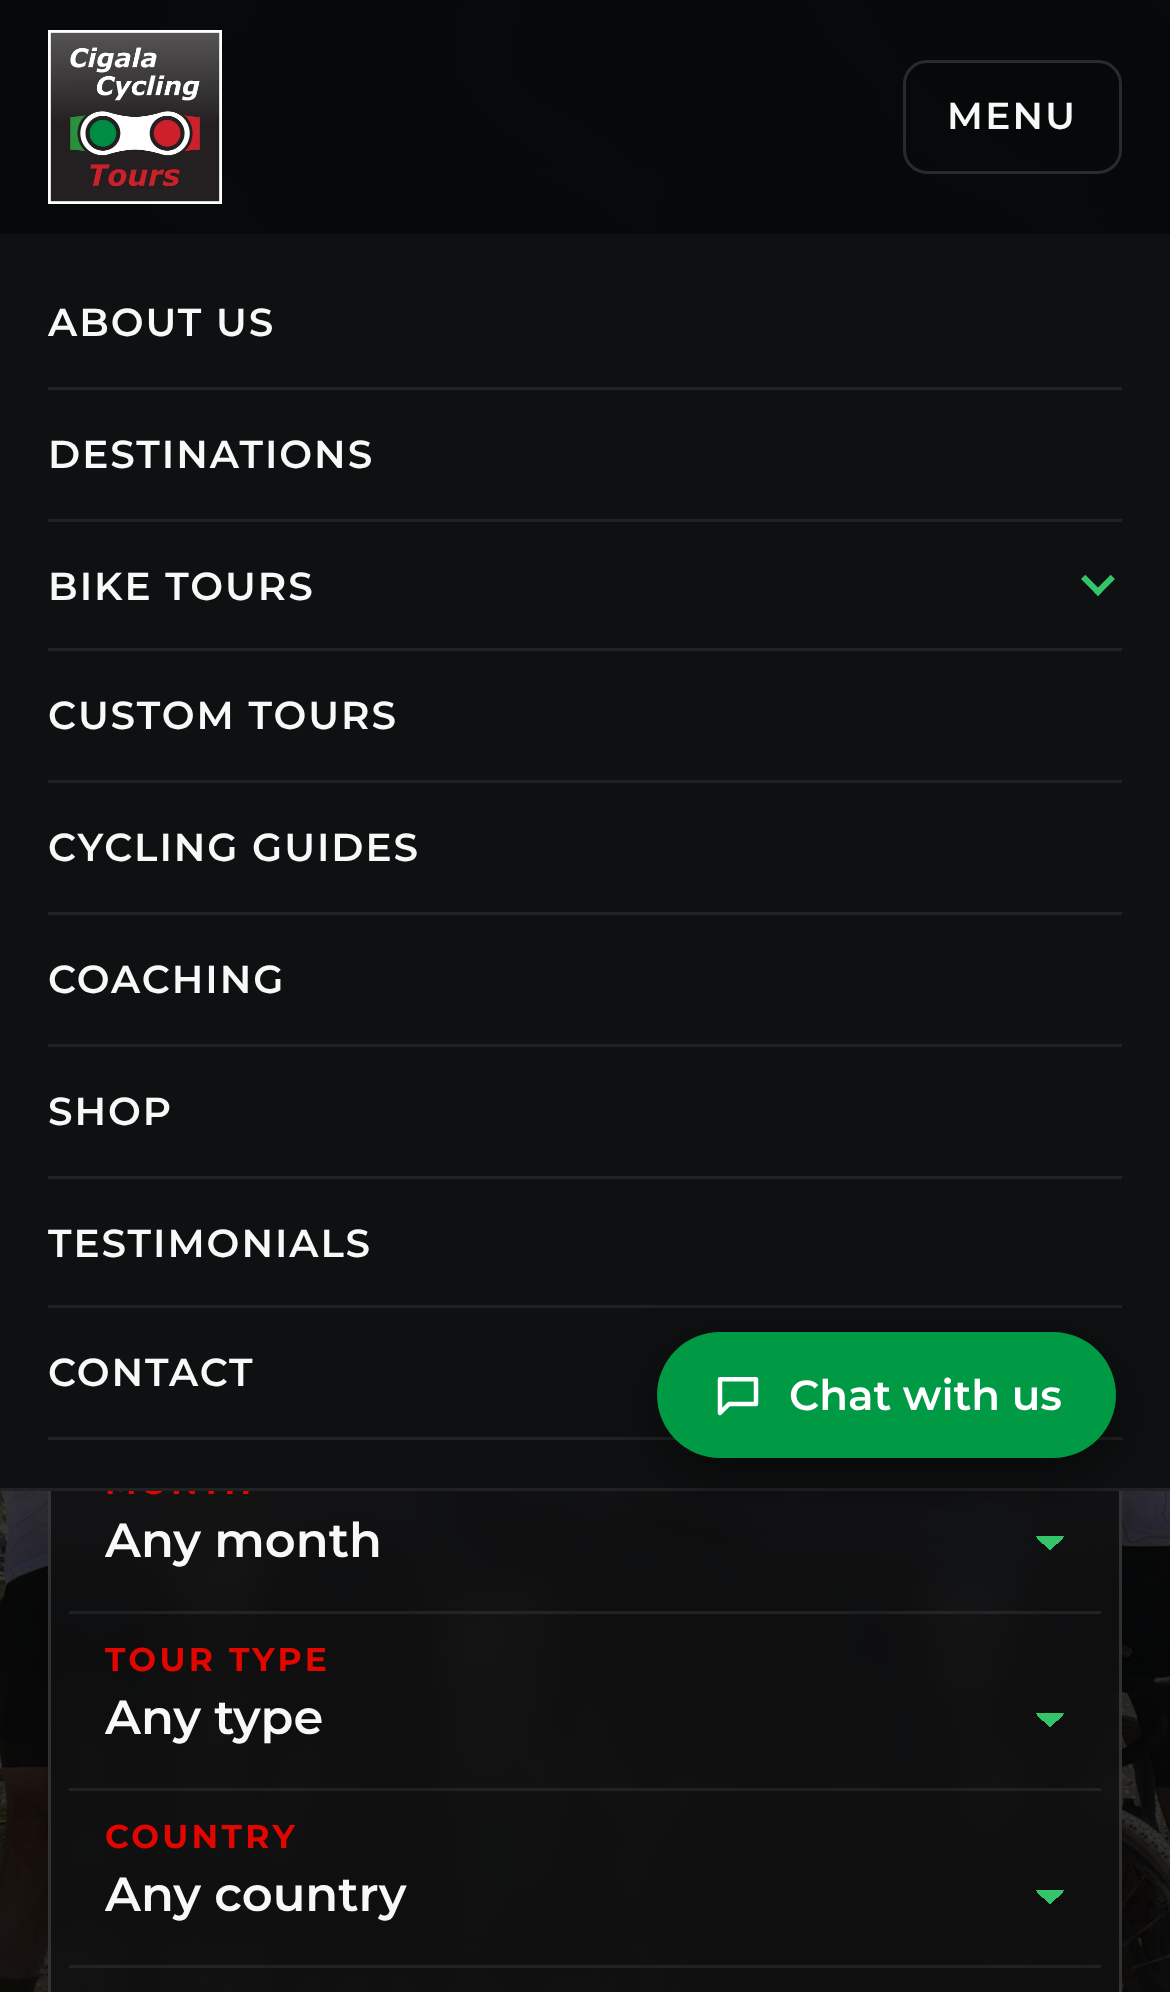 Cigala
Cycling
Tours
MENU
ABOUT US
DESTINATIONS
BIKE TOURS
CUSTOM TOURS
CYCLING GUIDES
COACHING
SHOP
TESTIMONIALS
CONTACT
Chat with us
MONTH
Any month
TOUR TYPE
Any type
COUNTRY
Any country